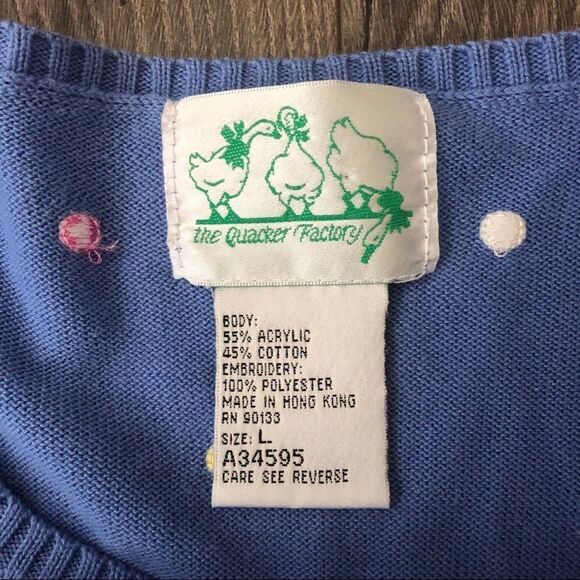 the Quacker Factory
BODY:
55% ACRYLIC
45% COTTON
EMBROIDERY:
100% POLYESTER
MADE IN HONG KONG
RN 90133
SIZE: L
A34595
CARE SEE REVERSE